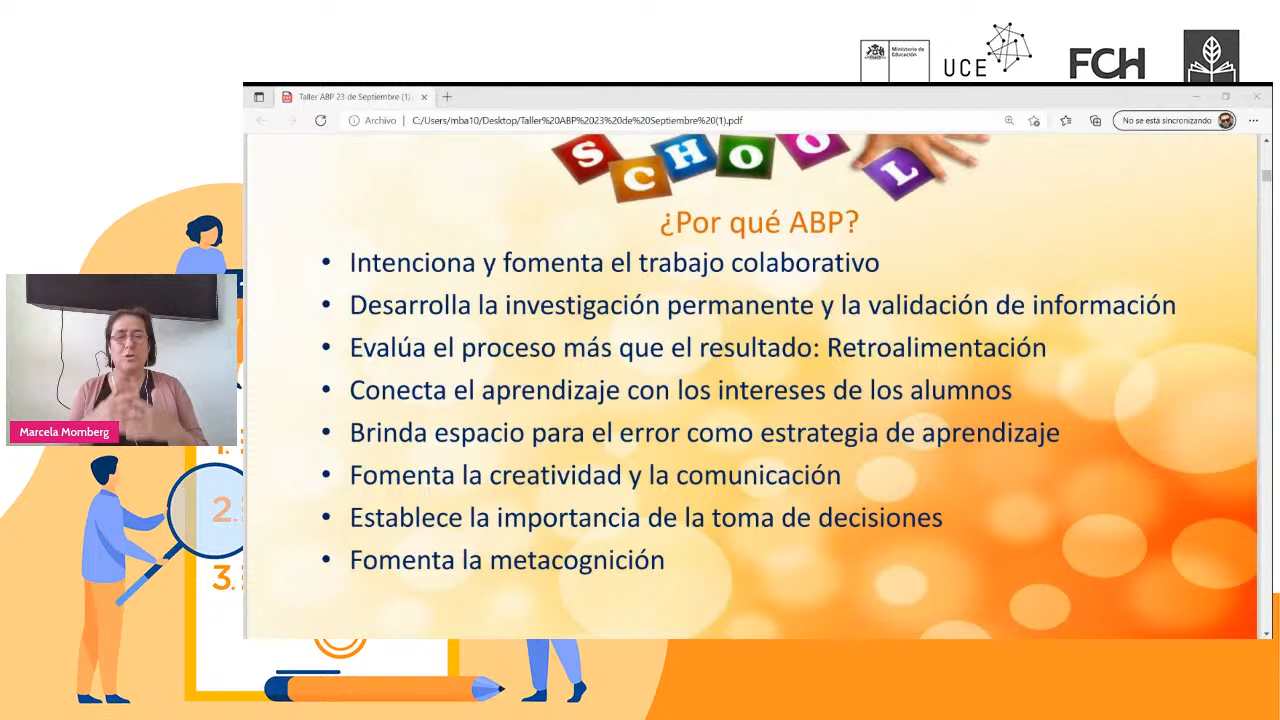 Ministerio de
Educación
UCE
FCH
Taller ABP 23 de Septiembre (1).
Archivo
C:/Users/mba10/Desktop/Taller%20ABP%2023%20de%20Septiembre%20(1).pdf
No se está sincronizando
SCHOOL
¿Por qué ABP?
• Intenciona y fomenta el trabajo colaborativo
• Desarrolla la investigación permanente y la validación de información
• Evalúa el proceso más que el resultado: Retroalimentación
• Conecta el aprendizaje con los intereses de los alumnos
• Brinda espacio para el error como estrategia de aprendizaje
• Fomenta la creatividad y la comunicación
• Establece la importancia de la toma de decisiones
• Fomenta la metacognición
Marcela Momberg
1.
2.
3.